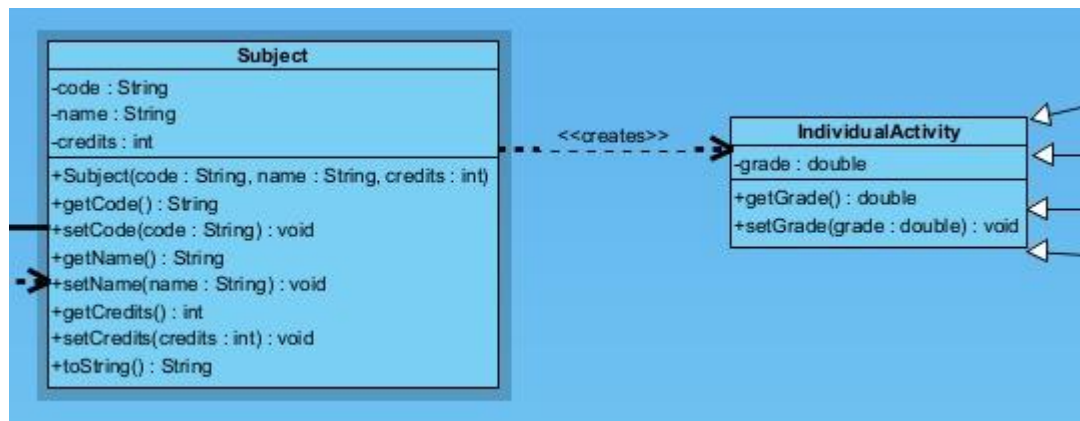 Subject
-code : String
-name : String
-credits : int
+Subject(code : String, name : String, credits : int)
+getCode() : String
+setCode(code : String) : void
+getName() : String
+setName(name : String) : void
+getCredits() : int
+setCredits(credits : int) : void
+toString() : String
<<creates>>
IndividualActivity
-grade : double
+getGrade() : double
+setGrade(grade : double) : void